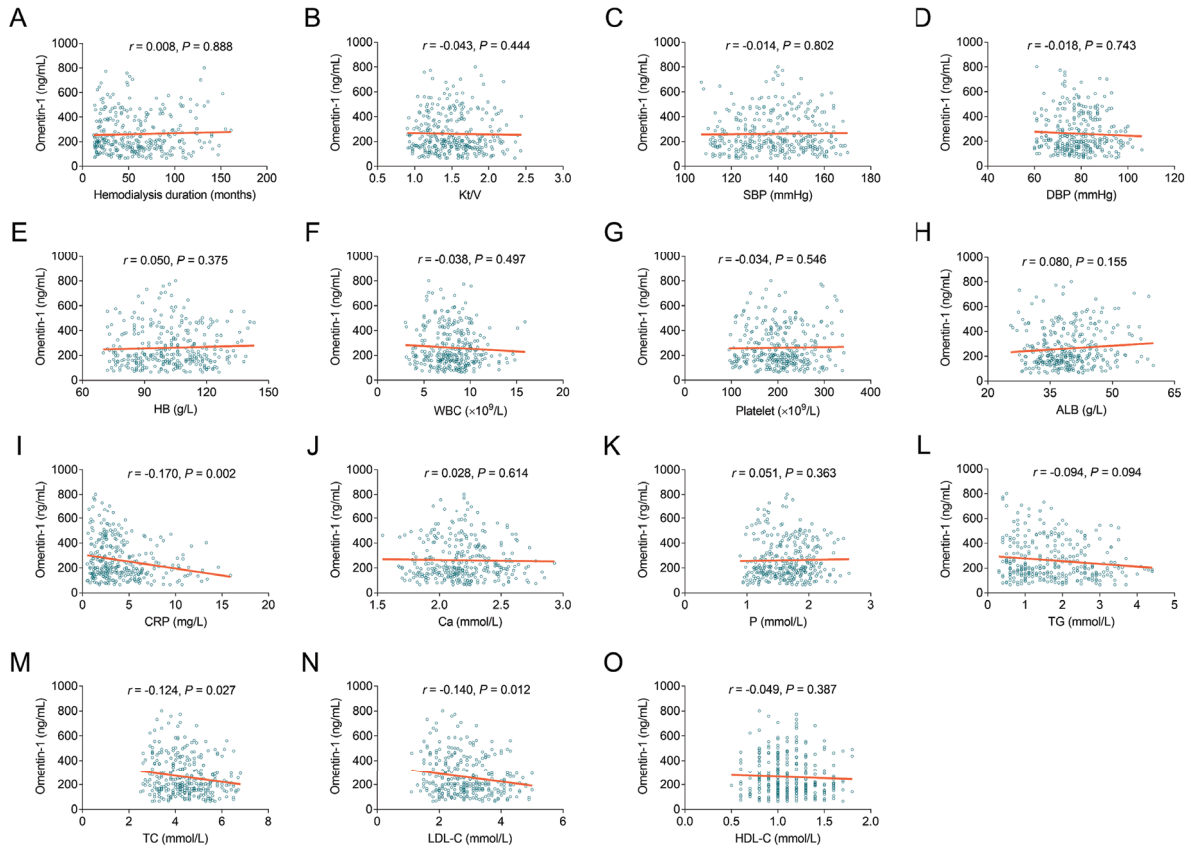 A
r = 0.008, P = 0.888
Omentin-1 (ng/mL)
1000
800
600
400
200
0
0 50 100 150 200
Hemodialysis duration (months)
B
r = -0.043, P = 0.444
Omentin-1 (ng/mL)
1000
800
600
400
200
0
0.5 1.0 1.5 2.0 2.5 3.0
Kt/V
C
r = -0.014, P = 0.802
Omentin-1 (ng/mL)
1000
800
600
400
200
0
100 120 140 160 180
SBP (mmHg)
D
r = -0.018, P = 0.743
Omentin-1 (ng/mL)
1000
800
600
400
200
0
40 60 80 100 120
DBP (mmHg)
E
r = 0.050, P = 0.375
Omentin-1 (ng/mL)
1000
800
600
400
200
0
60 90 120 150
HB (g/L)
F
r = -0.038, P = 0.497
Omentin-1 (ng/mL)
1000
800
600
400
200
0
0 5 10 15 20
WBC (×10⁹/L)
G
r = -0.034, P = 0.546
Omentin-1 (ng/mL)
1000
800
600
400
200
0
0 100 200 300 400
Platelet (×10⁹/L)
H
r = 0.080, P = 0.155
Omentin-1 (ng/mL)
1000
800
600
400
200
0
20 35 50 65
ALB (g/L)
I
r = -0.170, P = 0.002
Omentin-1 (ng/mL)
1000
800
600
400
200
0
0 5 10 15 20
CRP (mg/L)
J
r = 0.028, P = 0.614
Omentin-1 (ng/mL)
1000
800
600
400
200
0
1.5 2.0 2.5 3.0
Ca (mmol/L)
K
r = 0.051, P = 0.363
Omentin-1 (ng/mL)
1000
800
600
400
200
0
0 1 2 3
P (mmol/L)
L
r = -0.094, P = 0.094
Omentin-1 (ng/mL)
1000
800
600
400
200
0
0 1 2 3 4 5
TG (mmol/L)
M
r = -0.124, P = 0.027
Omentin-1 (ng/mL)
1000
800
600
400
200
0
0 2 4 6 8
TC (mmol/L)
N
r = -0.140, P = 0.012
Omentin-1 (ng/mL)
1000
800
600
400
200
0
0 2 4 6
LDL-C (mmol/L)
O
r = -0.049, P = 0.387
Omentin-1 (ng/mL)
1000
800
600
400
200
0
0.0 0.5 1.0 1.5 2.0
HDL-C (mmol/L)